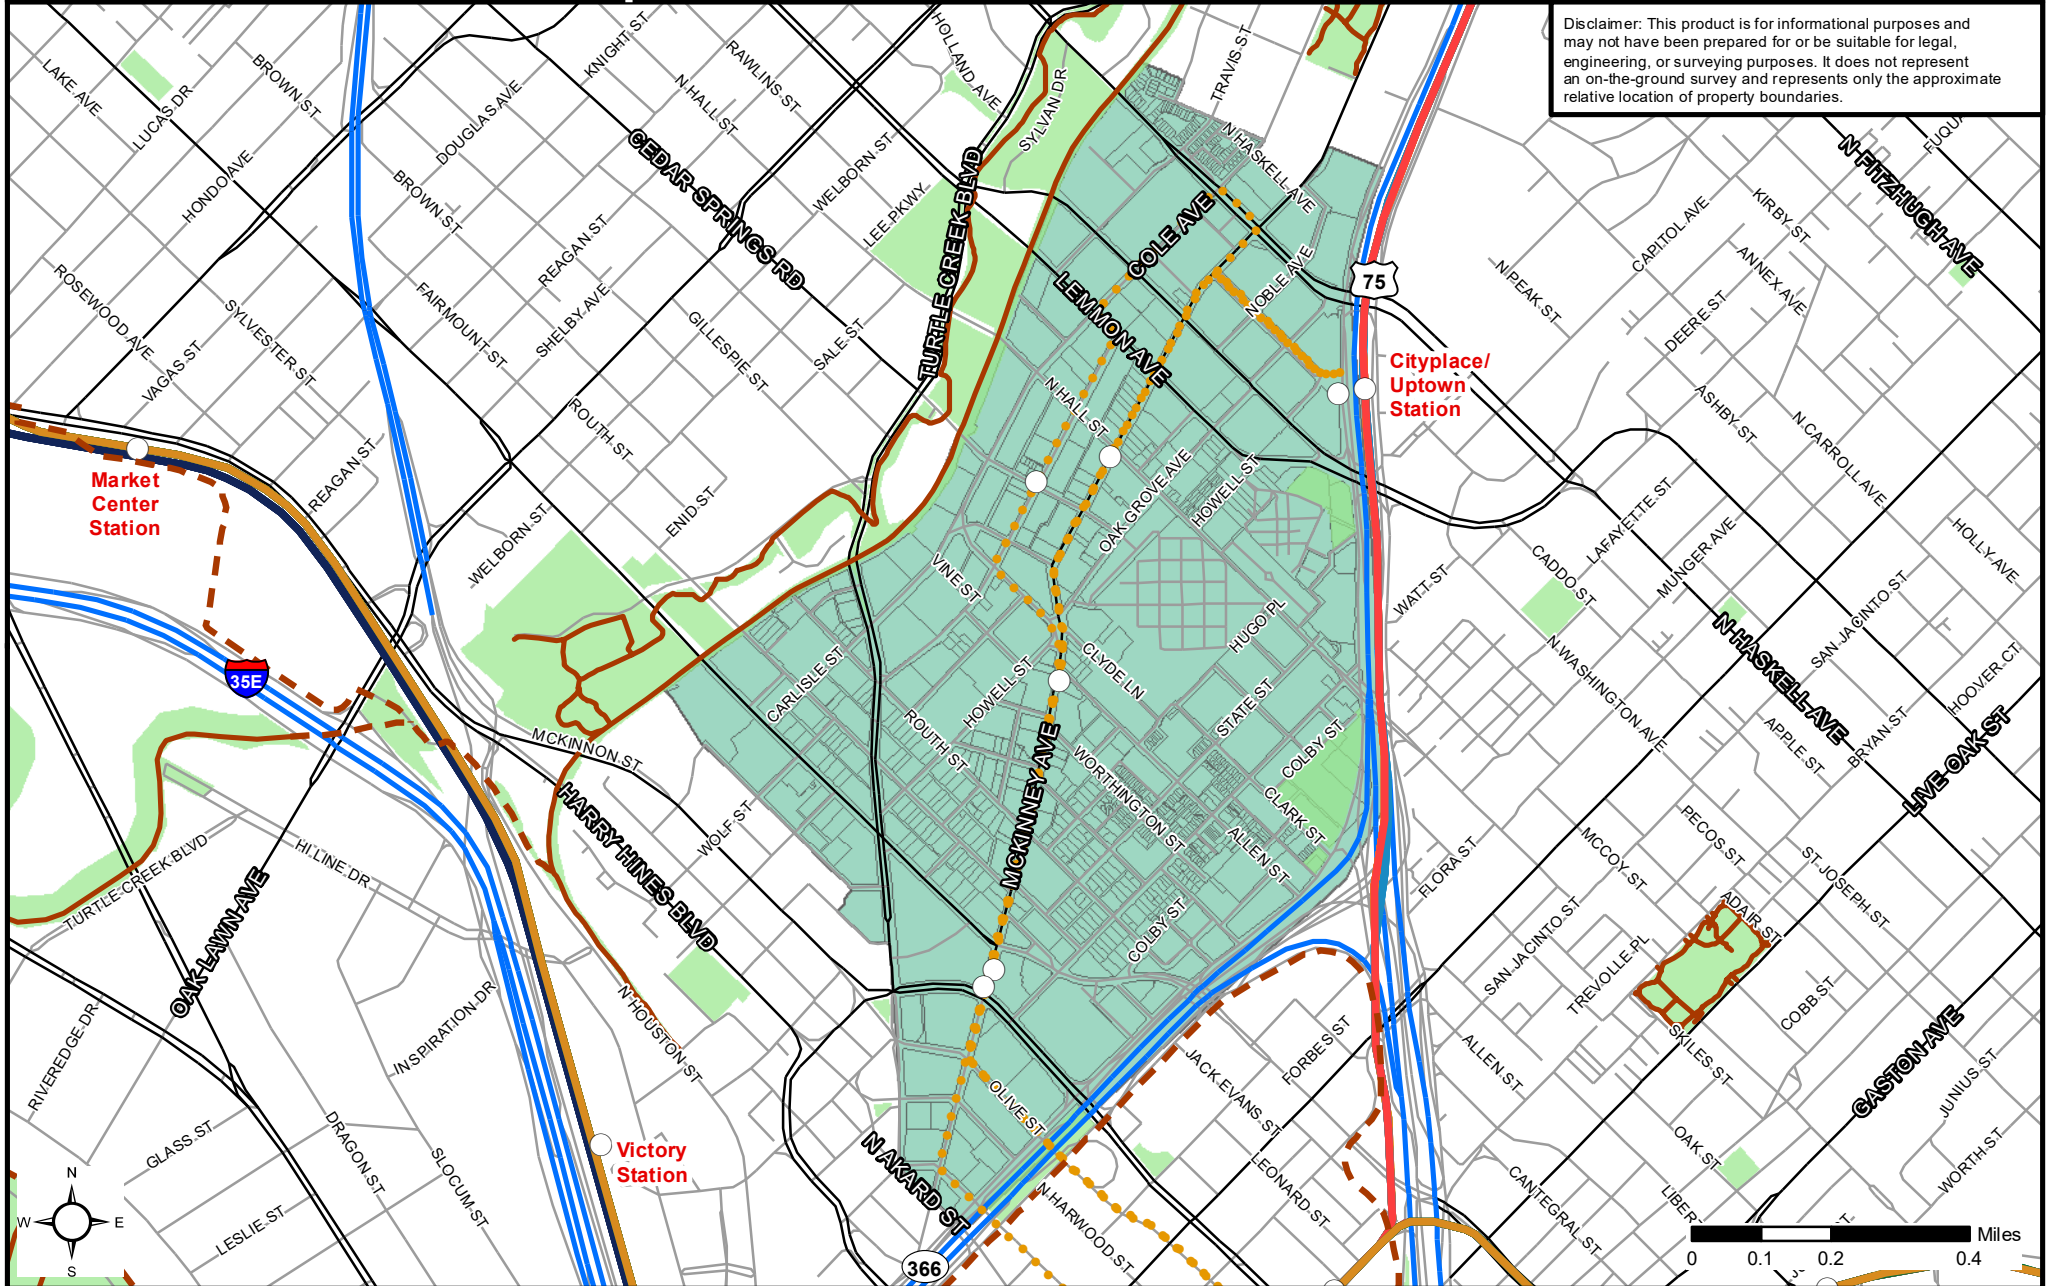 Disclaimer: This product is for informational purposes and
may not have been prepared for or be suitable for legal,
engineering, or surveying purposes. It does not represent
an on-the-ground survey and represents only the approximate
relative location of property boundaries.
LAKE AVE
LUCAS DR
BROWN ST
KNIGHT ST
RAWLINS ST
HOLLAND AVE
TRAVIS ST
DOUGLAS AVE
N HALL ST
SYLVAN DR
HONDO AVE
BROWN ST
CEDAR SPRINGS RD
WELBORN ST
LEE PKWY
TURTLE CREEK BLVD
N HASKELL AVE
N FITZHUGH AVE
KIRBY ST
CAPITOL AVE
ANNEX AVE
REAGAN ST
COLE AVE
NOBLE AVE
75
N PEAK ST
DEERE ST
ROSEWOOD AVE
SYLVESTER ST
FAIRMOUNT ST
SHELBY AVE
GILLESPIE ST
SALE ST
LEMMON AVE
VAGAS ST
Cityplace/
Uptown
Station
ROUTH ST
N HALL ST
ASHBY ST
N CARROLL AVE
REAGAN ST
OAK GROVE AVE
HOWELL ST
Market
Center
Station
ENID ST
WELBORN ST
LAFAYETTE ST
MUNGER AVE
HOLLY AVE
VINE ST
CADDO ST
WATT ST
SAN JACINTO ST
HUGO PL
N HASKELL AVE
35E
CARLISLE ST
HOWELL ST
CLYDE LN
N WASHINGTON AVE
HOOVER CT
STATE ST
ROUTH ST
MCKINNON ST
COLBY ST
APPLE ST
BRYAN ST
LIVE OAK ST
MCKINNEY AVE
WORTHINGTON ST
HARRY HINES BLVD
WOLF ST
CLARK ST
PECOS ST
TURTLE CREEK BLVD
HI LINE DR
ALLEN ST
FLORA ST
MCCOY ST
ST JOSEPH ST
OAK LAWN AVE
ADAIR ST
COLBY ST
SAN JACINTO ST
TREVOLLE PL
COBB ST
INSPIRATION DR
N HOUSTON ST
RIVEREDGE DR
FORBES ST
JACK EVANS ST
ALLEN ST
SKILES ST
GASTON AVE
JUNIUS ST
OLIVE ST
GLASS ST
DRAGON ST
SLOCUM ST
Victory
Station
N AKARD ST
OAK ST
LEONARD ST
CANTEGRAL ST
WORTH ST
N HARWOOD ST
LESLIE ST
366
N
W E
S
Miles
0 0.1 0.2 0.4